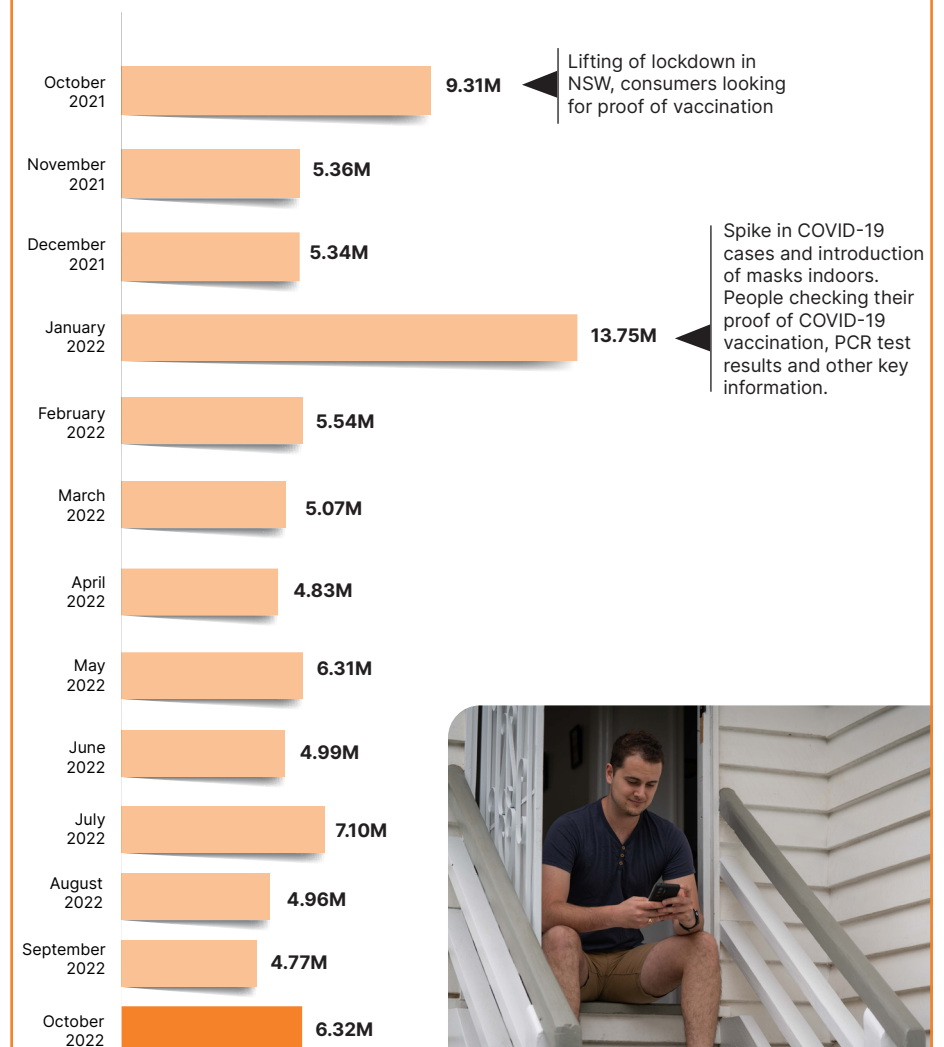 October
2021
9.31M
Lifting of lockdown in
NSW, consumers looking
for proof of vaccination
November
2021
5.36M
December
2021
5.34M
Spike in COVID-19
cases and introduction
of masks indoors.
People checking their
proof of COVID-19
vaccination, PCR test
results and other key
information.
January
2022
13.75M
February
2022
5.54M
March
2022
5.07M
April
2022
4.83M
May
2022
6.31M
June
2022
4.99M
July
2022
7.10M
August
2022
4.96M
September
2022
4.77M
October
2022
6.32M